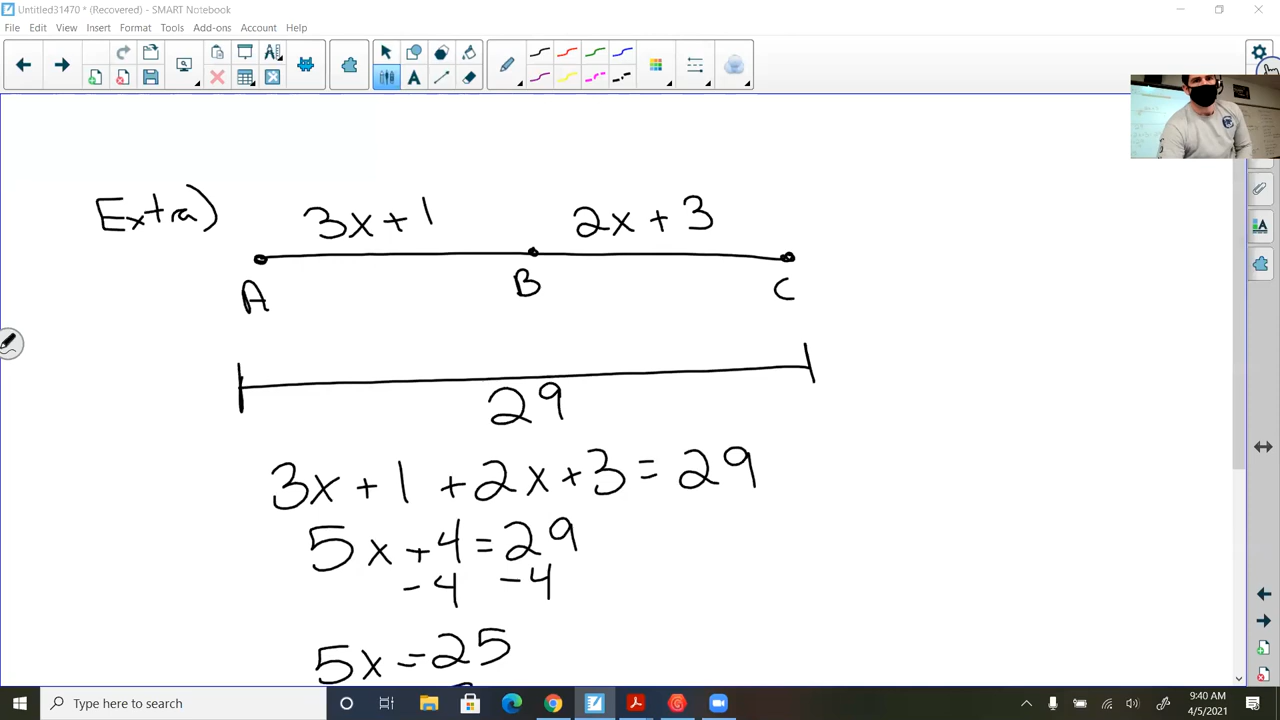 Untitled31470 * (Recovered) - SMART Notebook
File Edit View Insert Format Tools Add-ons Account Help
Extra)
3x+1 2x+3
A B C
29
3x+1 +2x+3=29
5x+4=29
-4 -4
5x=25
Type here to search
9:40 AM
4/5/2021